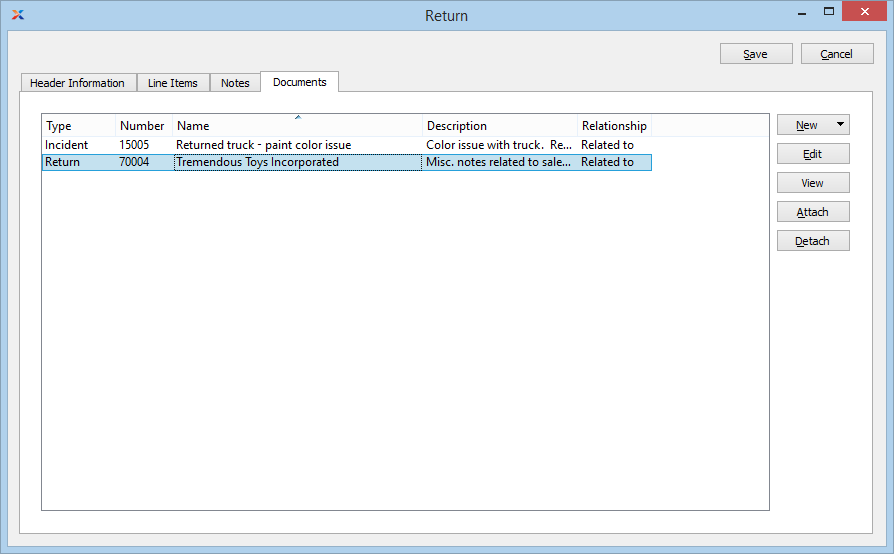 Return
Save Cancel
Header Information Line Items Notes Documents
Type Number Name Description Relationship
Incident 15005 Returned truck - paint color issue Color issue with truck. Re... Related to
Return 70004 Tremendous Toys Incorporated Misc. notes related to sale... Related to
New
Edit
View
Attach
Detach